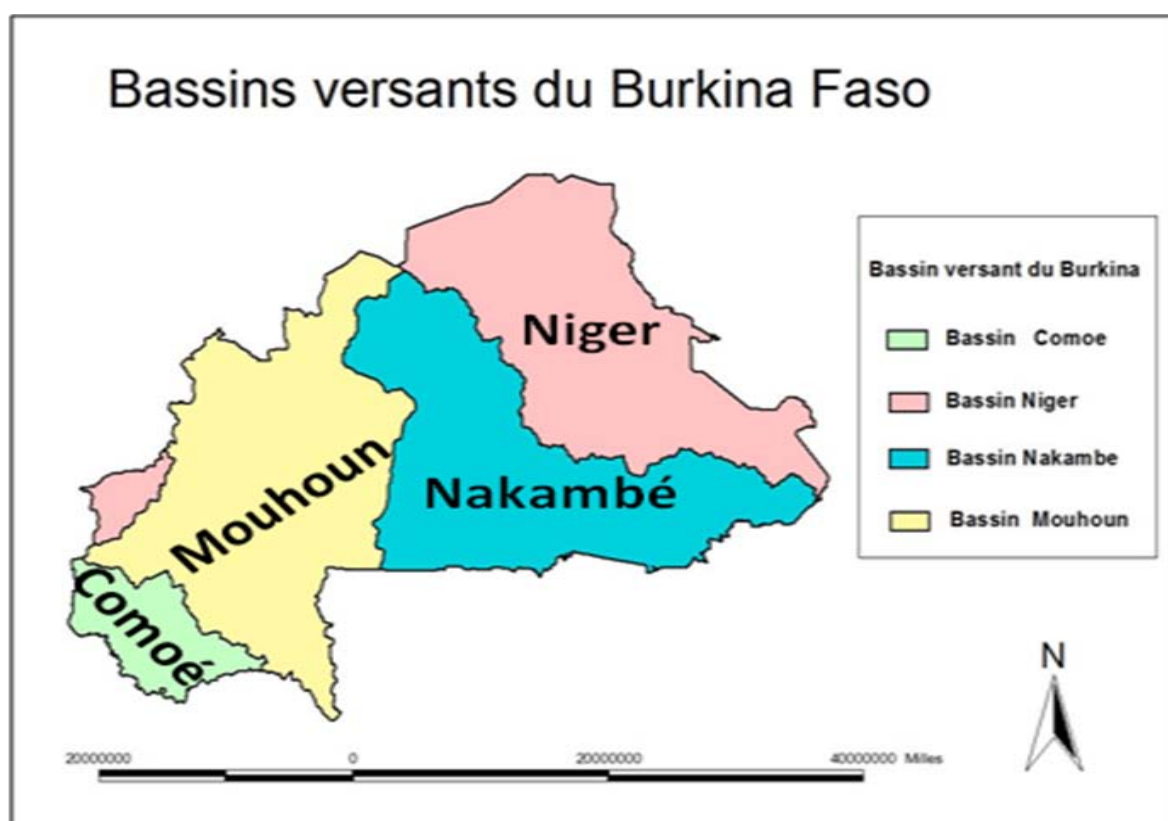 Bassins versants du Burkina Faso
Niger
Nakambé
Mouhoun
Comoé
Bassin versant du Burkina
Bassin Comoe
Bassin Niger
Bassin Nakambe
Bassin Mouhoun
N
20000000 0 20000000 40000000 Milles